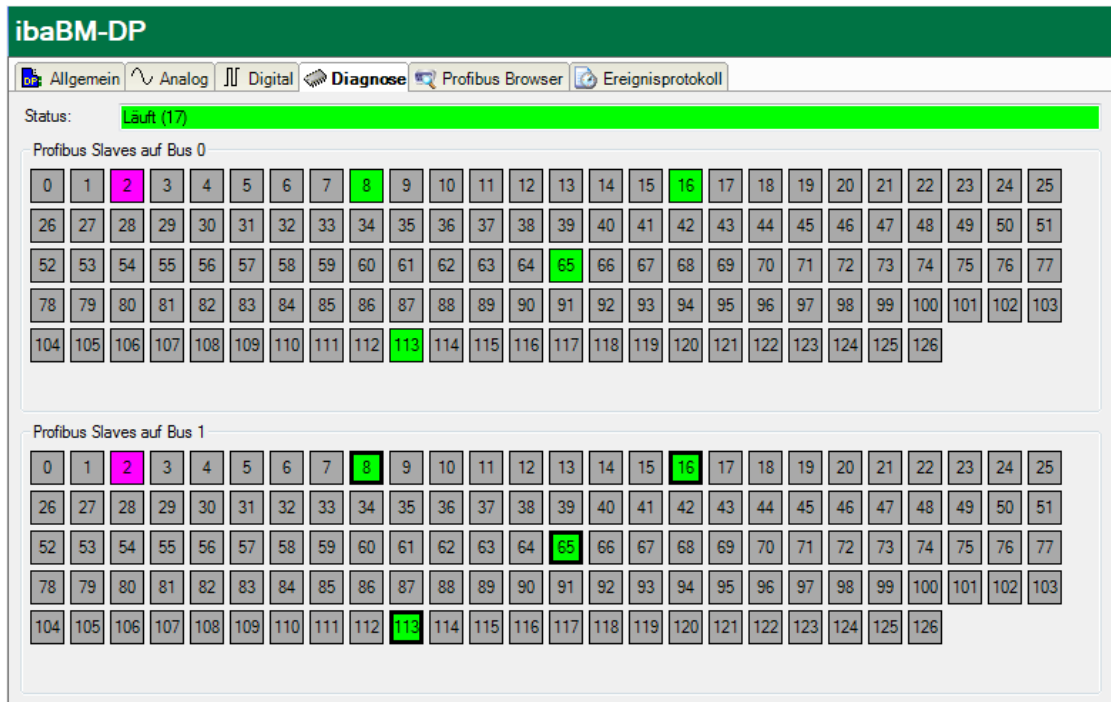 ibaBM-DP
DP Allgemein Analog Digital Diagnose Profibus Browser Ereignisprotokoll
Status: Läuft (17)
Profibus Slaves auf Bus 0
0 1 2 3 4 5 6 7 8 9 10 11 12 13 14 15 16 17 18 19 20 21 22 23 24 25
26 27 28 29 30 31 32 33 34 35 36 37 38 39 40 41 42 43 44 45 46 47 48 49 50 51
52 53 54 55 56 57 58 59 60 61 62 63 64 65 66 67 68 69 70 71 72 73 74 75 76 77
78 79 80 81 82 83 84 85 86 87 88 89 90 91 92 93 94 95 96 97 98 99 100 101 102 103
104 105 106 107 108 109 110 111 112 113 114 115 116 117 118 119 120 121 122 123 124 125 126
Profibus Slaves auf Bus 1
0 1 2 3 4 5 6 7 8 9 10 11 12 13 14 15 16 17 18 19 20 21 22 23 24 25
26 27 28 29 30 31 32 33 34 35 36 37 38 39 40 41 42 43 44 45 46 47 48 49 50 51
52 53 54 55 56 57 58 59 60 61 62 63 64 65 66 67 68 69 70 71 72 73 74 75 76 77
78 79 80 81 82 83 84 85 86 87 88 89 90 91 92 93 94 95 96 97 98 99 100 101 102 103
104 105 106 107 108 109 110 111 112 113 114 115 116 117 118 119 120 121 122 123 124 125 126